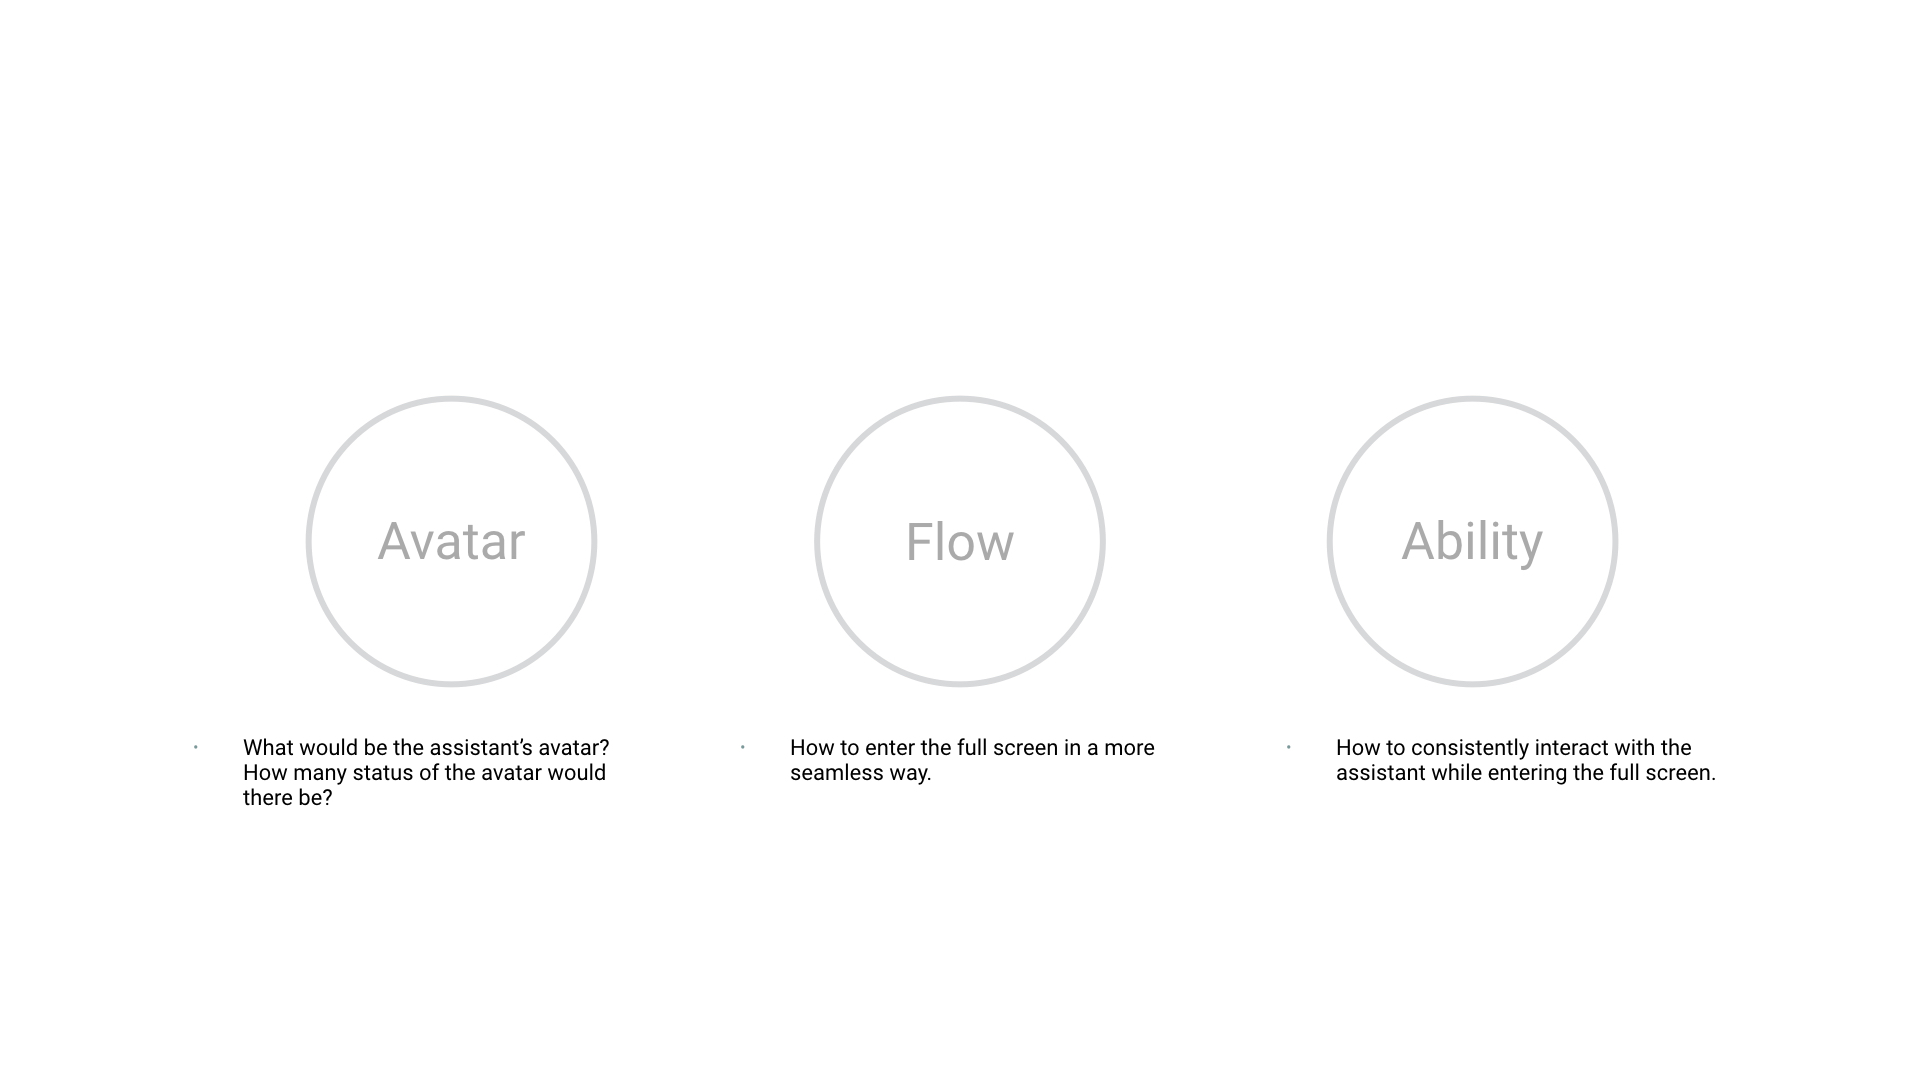 Avatar
Flow
Ability
· What would be the assistant’s avatar?
How many status of the avatar would
there be?
· How to enter the full screen in a more
seamless way.
· How to consistently interact with the
assistant while entering the full screen.